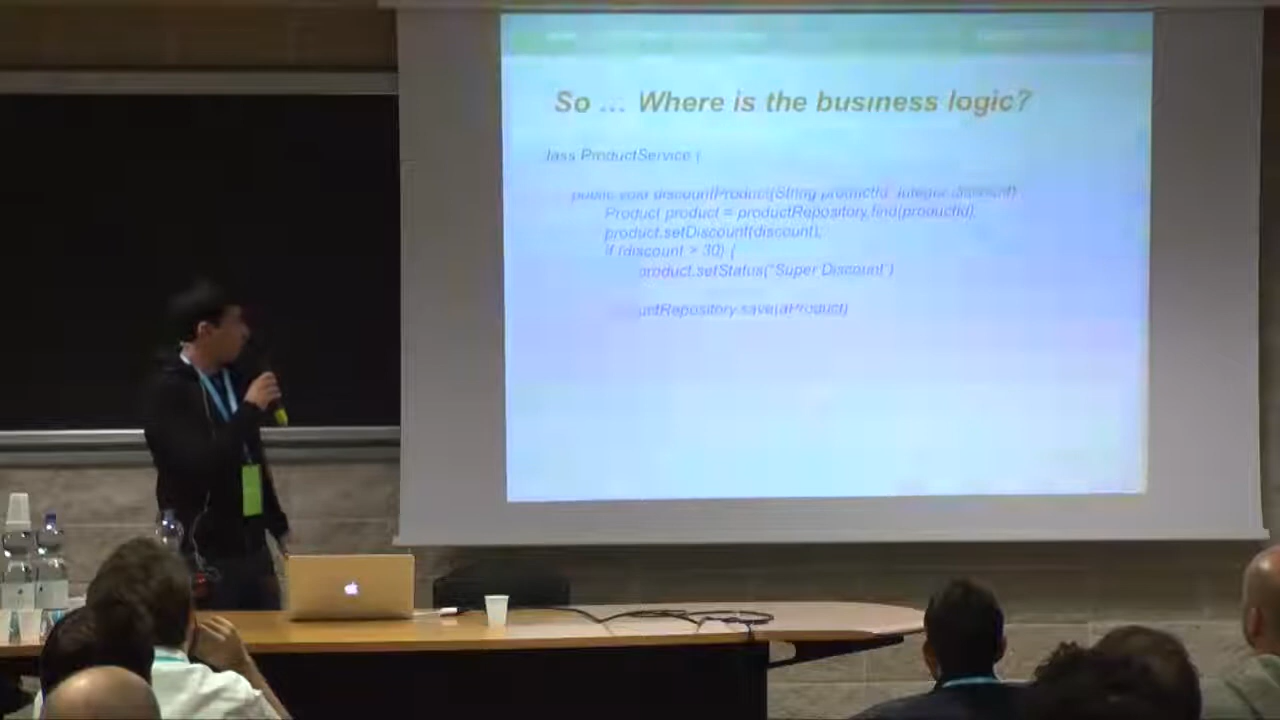 So ... Where is the business logic?
lass ProductService {
public void discountProduct(String productId, Integer discount)
Product product = productRepository.find(productId)
product.setDiscount(discount);
if (discount > 30) {
product.setStatus("Super Discount")
uctRepository.save(aProduct)